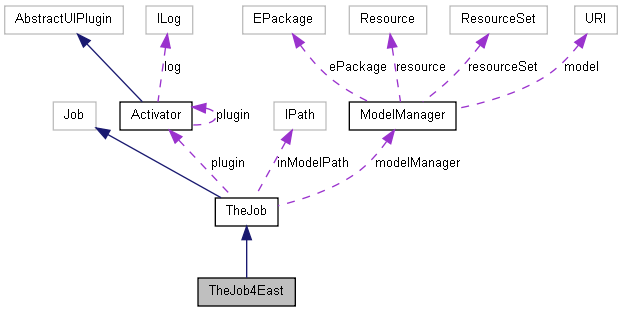 AbstractUIPlugin
ILog
EPackage
Resource
ResourceSet
URI
log
ePackage
resource
resourceSet
model
Job
Activator
plugin
IPath
ModelManager
plugin
inModelPath
modelManager
TheJob
TheJob4East